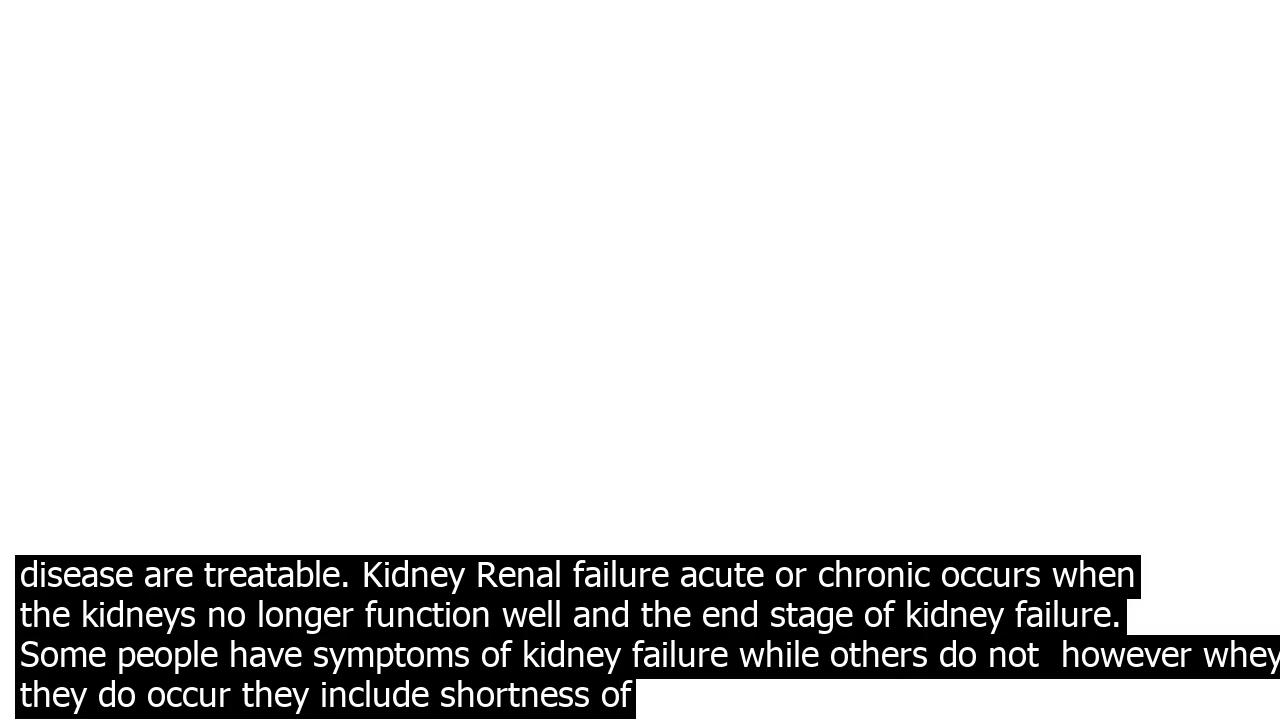 disease are treatable. Kidney Renal failure acute or chronic occurs when
the kidneys no longer function well and the end stage of kidney failure.
Some people have symptoms of kidney failure while others do not  however whey
they do occur they include shortness of